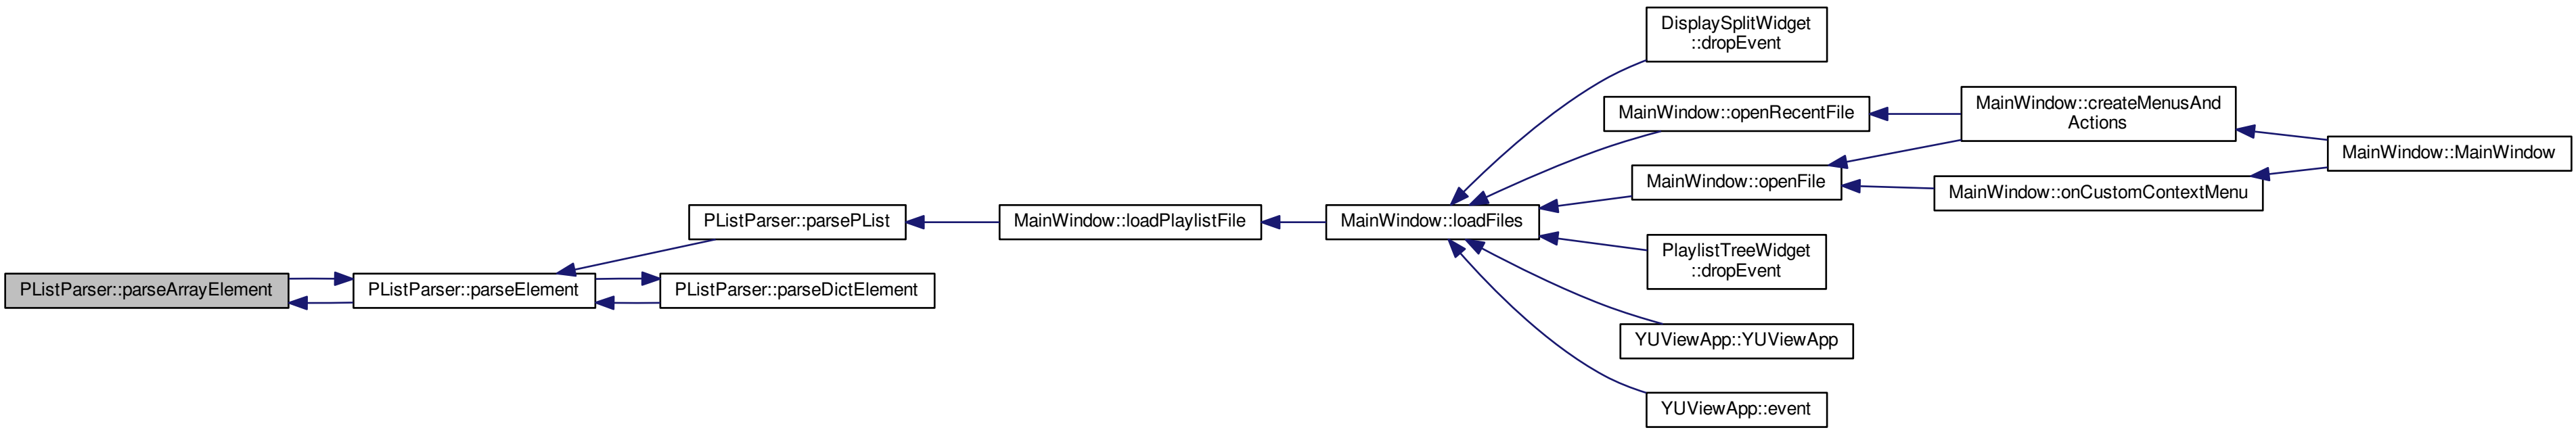 DisplaySplitWidget
::dropEvent
MainWindow::openRecentFile
MainWindow::createMenusAnd
Actions
MainWindow::MainWindow
MainWindow::openFile
MainWindow::onCustomContextMenu
PListParser::parsePList
MainWindow::loadPlaylistFile
MainWindow::loadFiles
PlaylistTreeWidget
::dropEvent
PListParser::parseArrayElement
PListParser::parseElement
PListParser::parseDictElement
YUViewApp::YUViewApp
YUViewApp::event